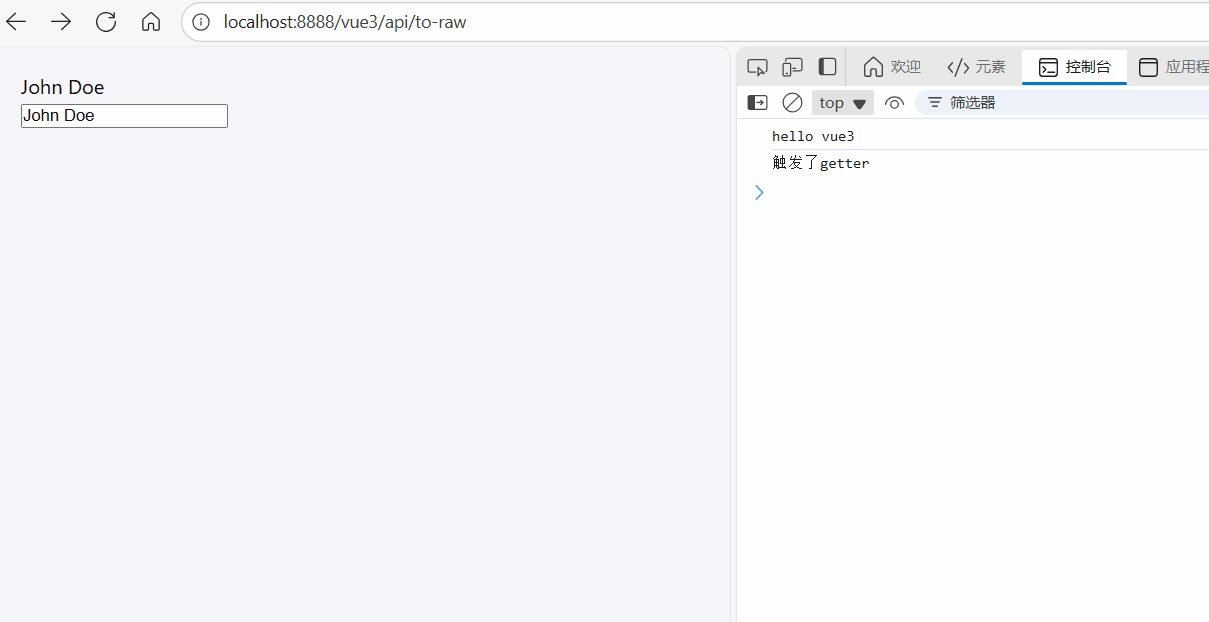 localhost:8888/vue3/api/to-raw
John Doe
John Doe
欢迎 元素 控制台 应用程
top 筛选器
hello vue3
触发了getter